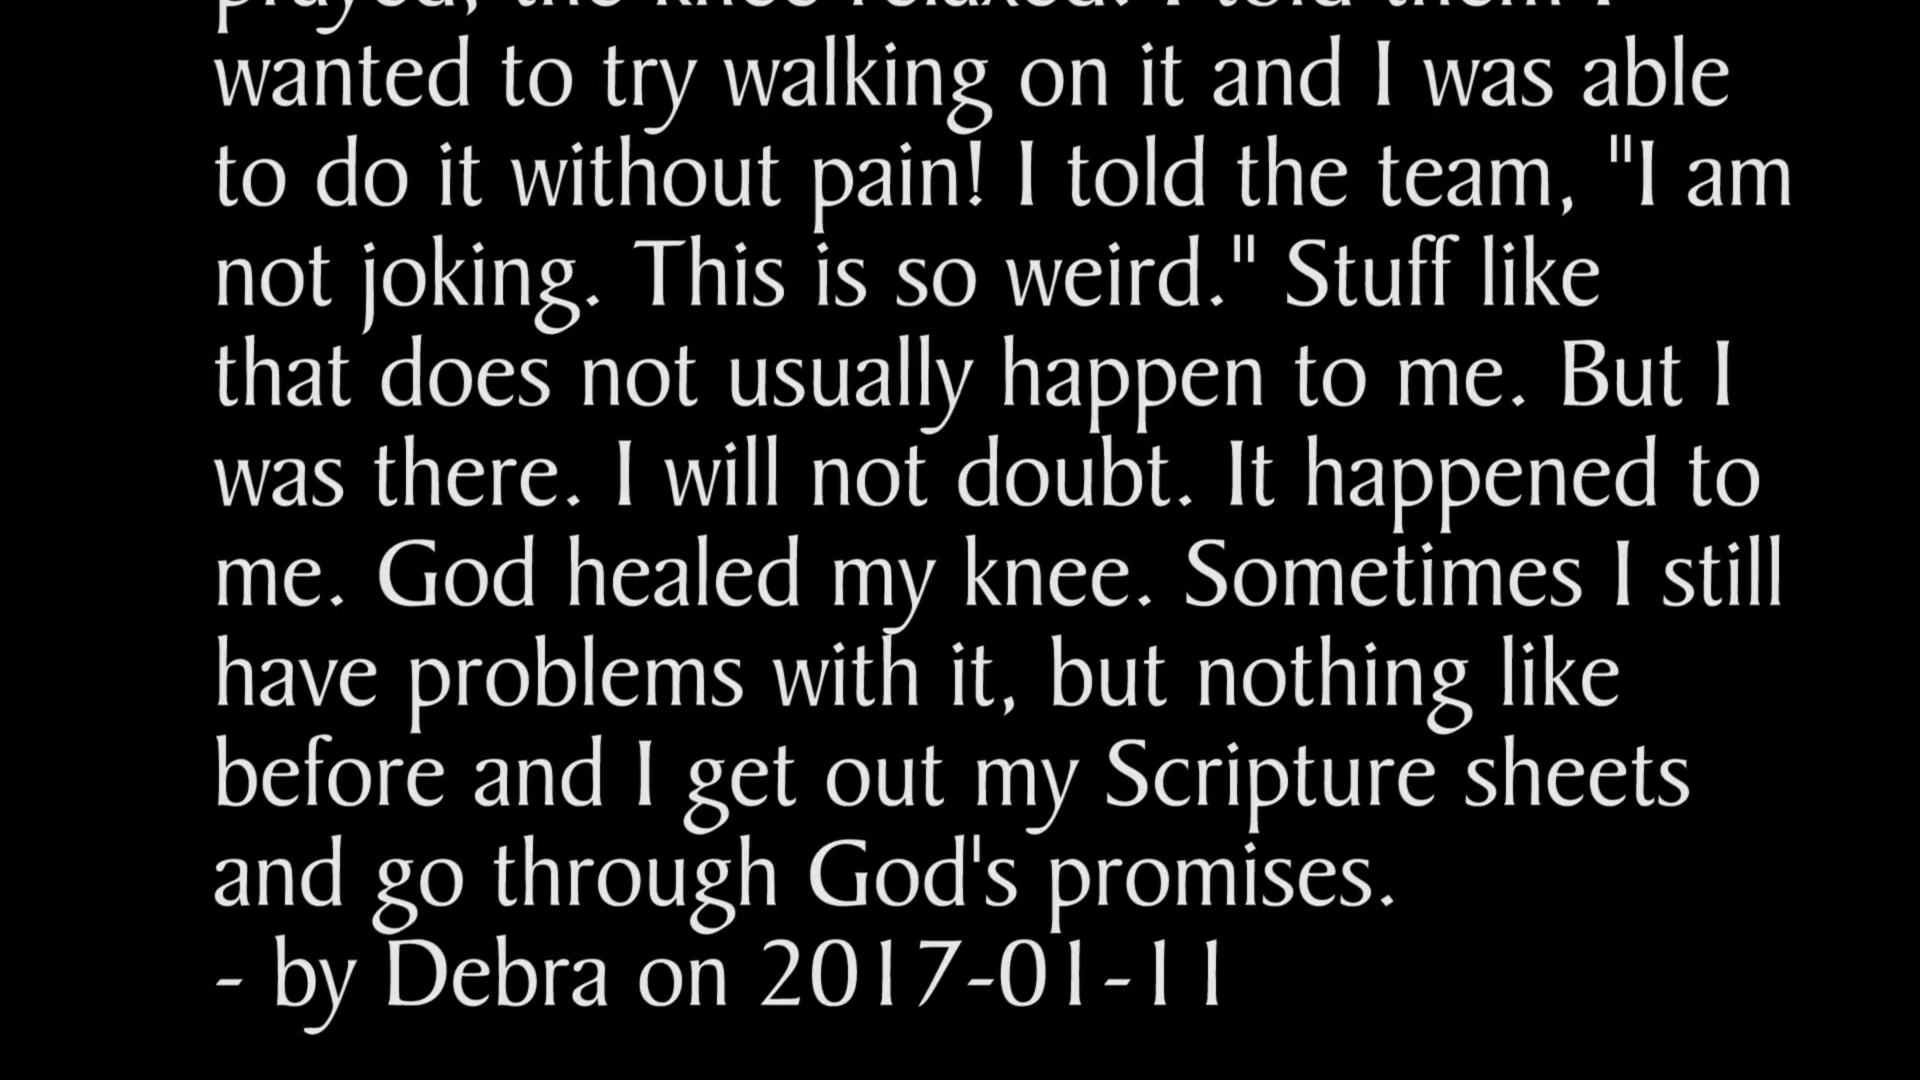 prayed, the knee relaxed. I told them I
wanted to try walking on it and I was able
to do it without pain! I told the team, "I am
not joking. This is so weird." Stuff like
that does not usually happen to me. But I
was there. I will not doubt. It happened to
me. God healed my knee. Sometimes I still
have problems with it, but nothing like
before and I get out my Scripture sheets
and go through God's promises.
- by Debra on 2017-01-11